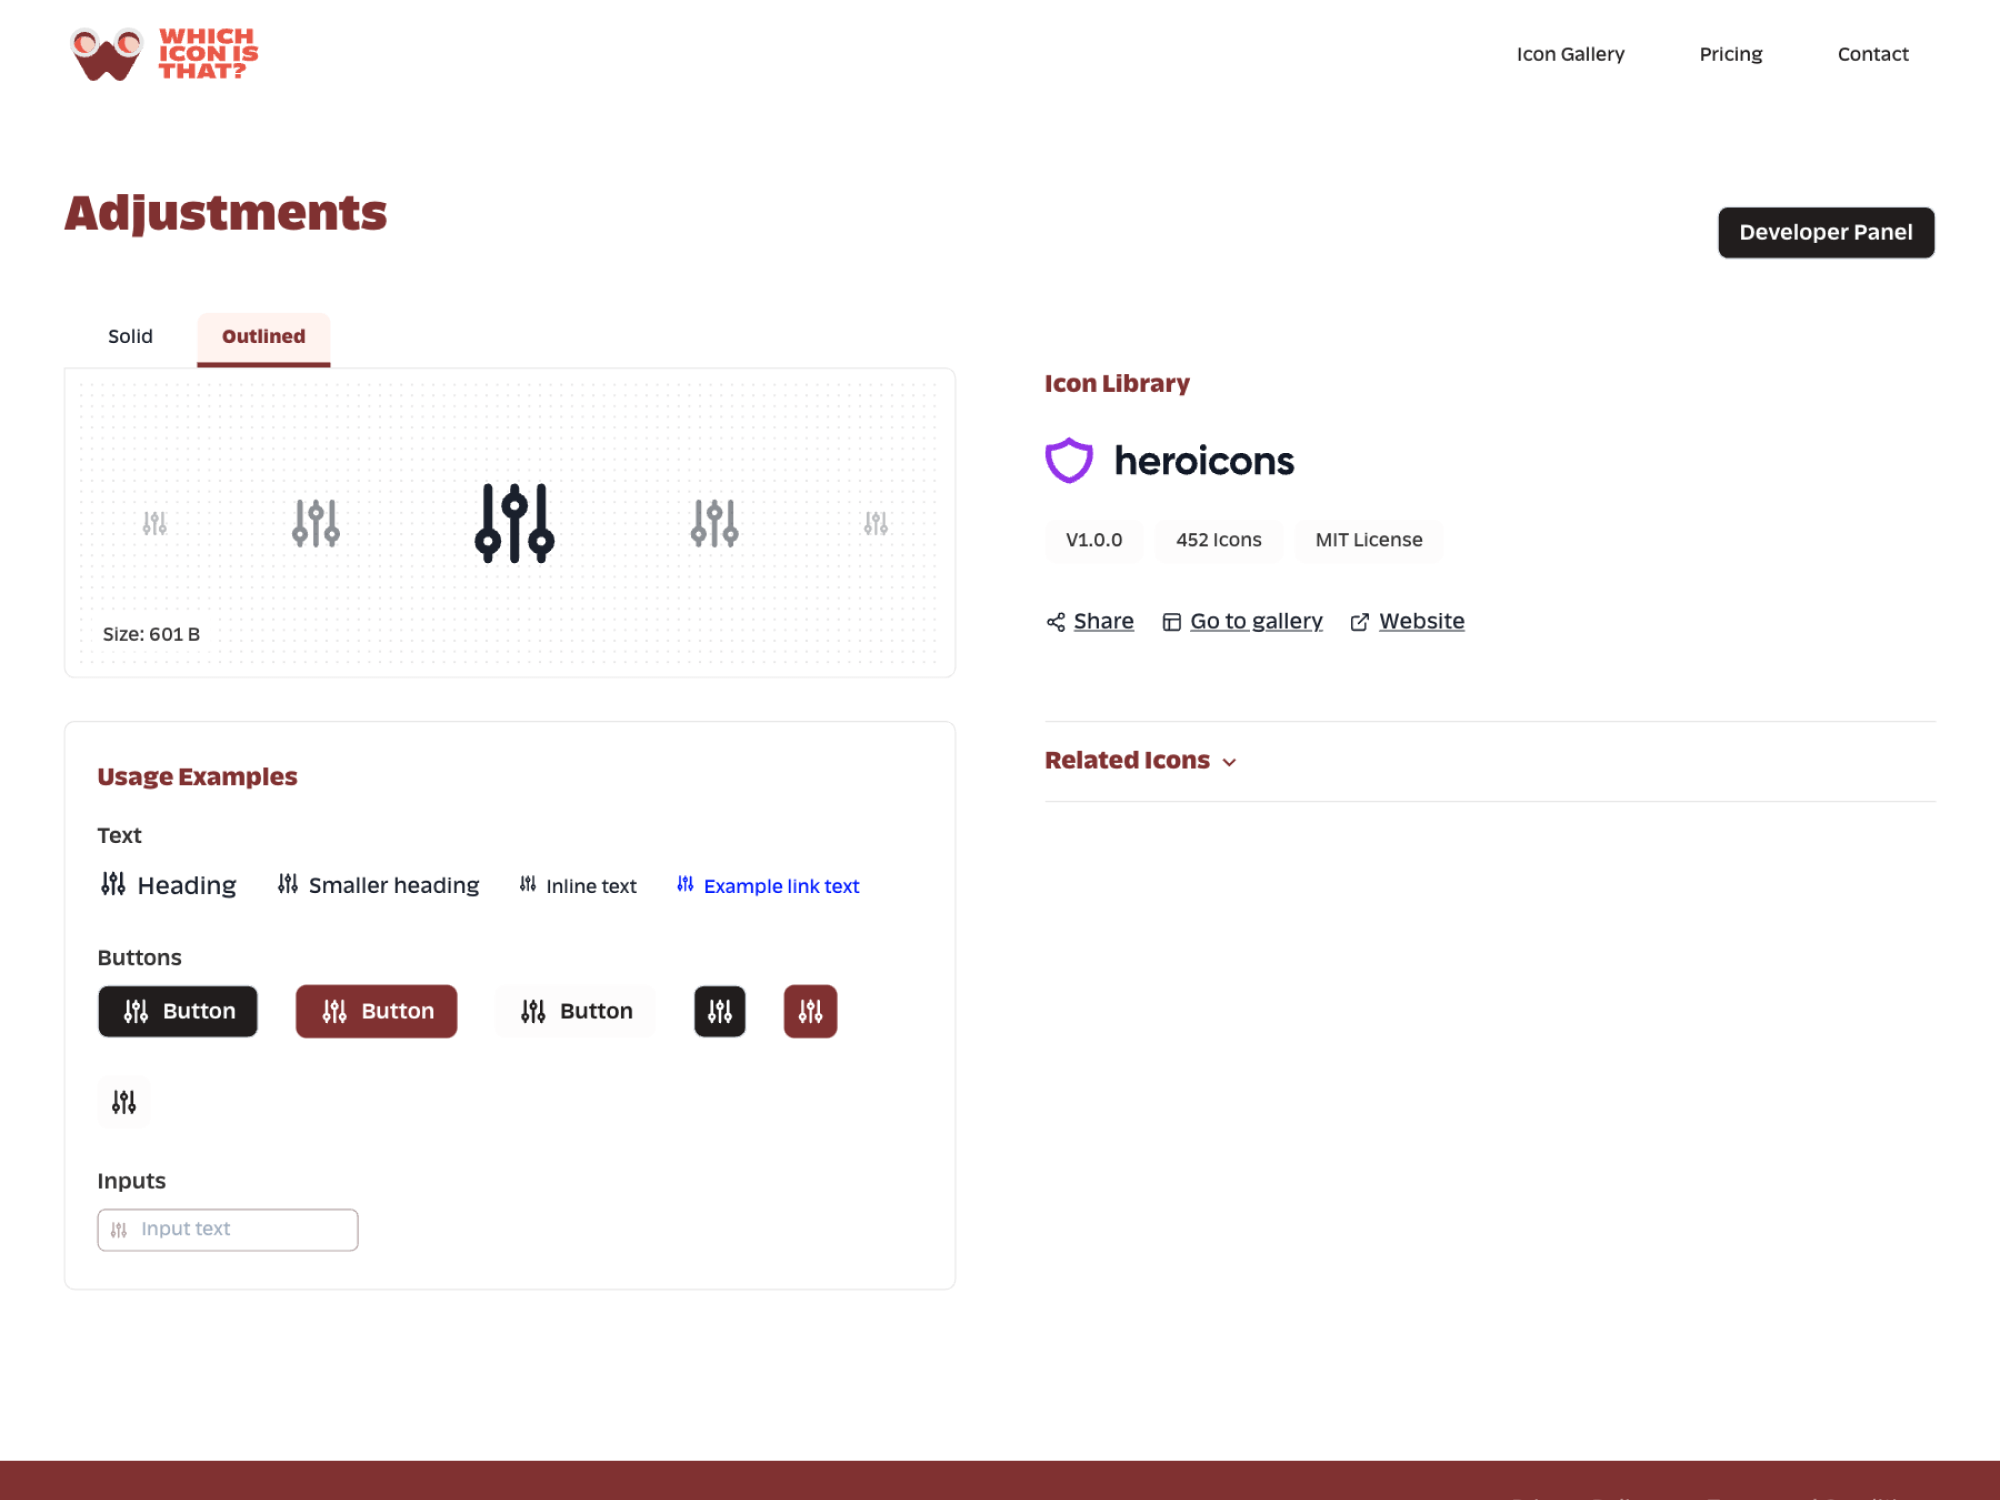 WHICH
ICON IS
THAT?
Icon Gallery
Pricing
Contact
Adjustments
Developer Panel
Solid
Outlined
Size: 601 B
Icon Library
heroicons
V1.0.0
452 Icons
MIT License
Share
Go to gallery
Website
Related Icons
Usage Examples
Text
Heading
Smaller heading
Inline text
Example link text
Buttons
Button
Button
Button
Inputs
Input text